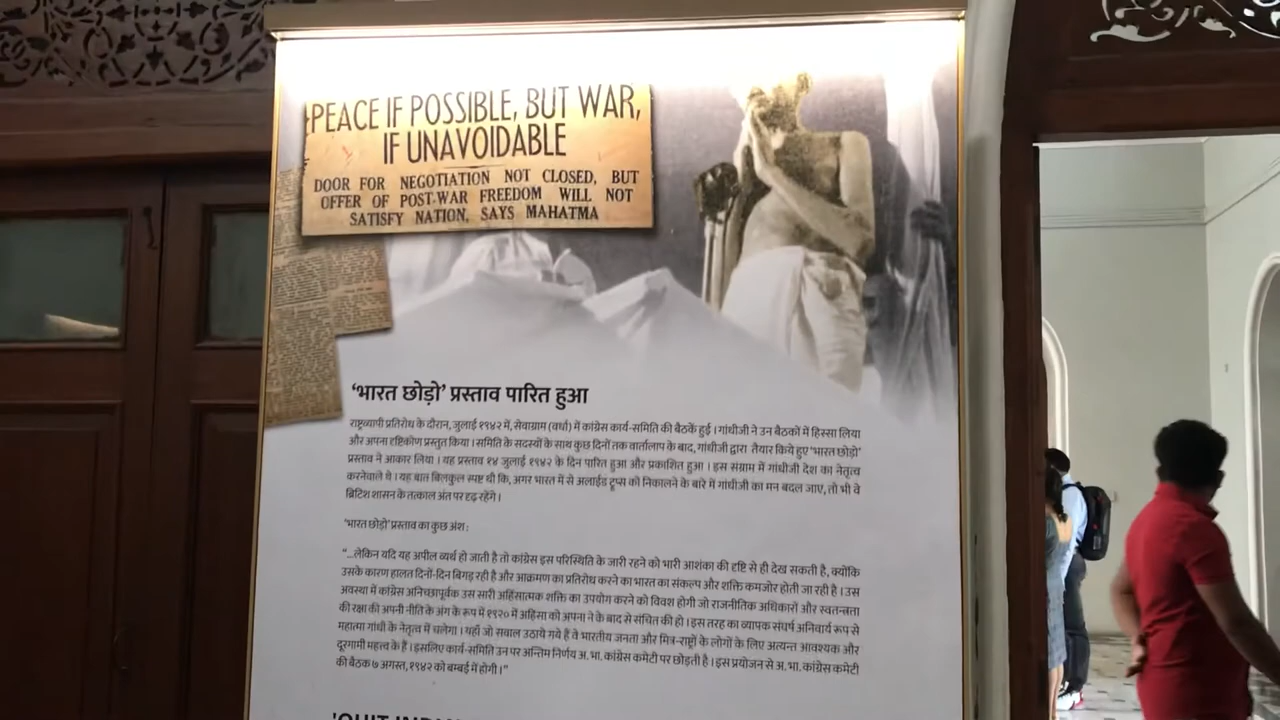 PEACE IF POSSIBLE, BUT WAR,
IF UNAVOIDABLE
DOOR FOR NEGOTIATION NOT CLOSED, BUT
OFFER OF POST-WAR FREEDOM WILL NOT
SATISFY NATION, SAYS MAHATMA
‘भारत छोड़ो’ प्रस्ताव पारित हुआ
राष्ट्रव्यापी प्रतिरोध के दौरान, जुलाई १९४२ में, सेवाग्राम (वर्धा) में कांग्रेस कार्य-समिति की बैठकें हुई । गांधीजी ने उन बैठकों में हिस्सा लिया
और अपना दृष्टिकोण प्रस्तुत किया । समिति के सदस्यों के साथ कुछ दिनों तक वार्तालाप के बाद, गांधीजी द्वारा तैयार किये हुए ‘भारत छोड़ो’
प्रस्ताव ने आकार लिया । यह प्रस्ताव १४ जुलाई १९४२ के दिन पारित हुआ और प्रकाशित हुआ । इस संग्राम में गांधीजी देश का नेतृत्व
करनेवाले थे । यह बात बिलकुल स्पष्ट थी कि, अगर भारत में से अलाईड ट्रूप्स को निकालने के बारे में गांधीजी का मन बदल जाए, तो भी वे
ब्रिटिश शासन के तत्काल अंत पर दृढ़ रहेंगे ।
‘भारत छोड़ो’ प्रस्ताव का कुछ अंश :
“...लेकिन यदि यह अपील व्यर्थ हो जाती है तो कांग्रेस इस परिस्थिति के जारी रहने को भारी आशंका की दृष्टि से ही देख सकती है, क्योंकि
उसके कारण हालत दिनों-दिन बिगड़ रही है और आक्रमण का प्रतिरोध करने का भारत का संकल्प और शक्ति कमजोर होती जा रही है । उस
अवस्था में कांग्रेस अनिच्छापूर्वक उस सारी अहिंसात्मक शक्ति का उपयोग करने को विवश होगी जो राजनीतिक अधिकारों और स्वतन्त्रता
की रक्षा की अपनी नीति के अंग के रूप में १९२० में अहिंसा को अपना ने के बाद से संचित की हो । इस तरह का व्यापक संघर्ष अनिवार्य रूप से
महात्मा गांधी के नेतृत्व में चलेगा । यहाँ जो सवाल उठाये गये हैं वे भारतीय जनता और मित्र-राष्ट्रों के लोगों के लिए अत्यन्त आवश्यक और
दूरगामी महत्व के हैं । इसलिए कार्य-समिति उन पर अन्तिम निर्णय अ. भा. कांग्रेस कमेटी पर छोड़ती है । इस प्रयोजन से अ. भा. कांग्रेस कमेटी
की बैठक ७ अगस्त, १९४२ को बम्बई में होगी ।”
'QUIT INDIA'